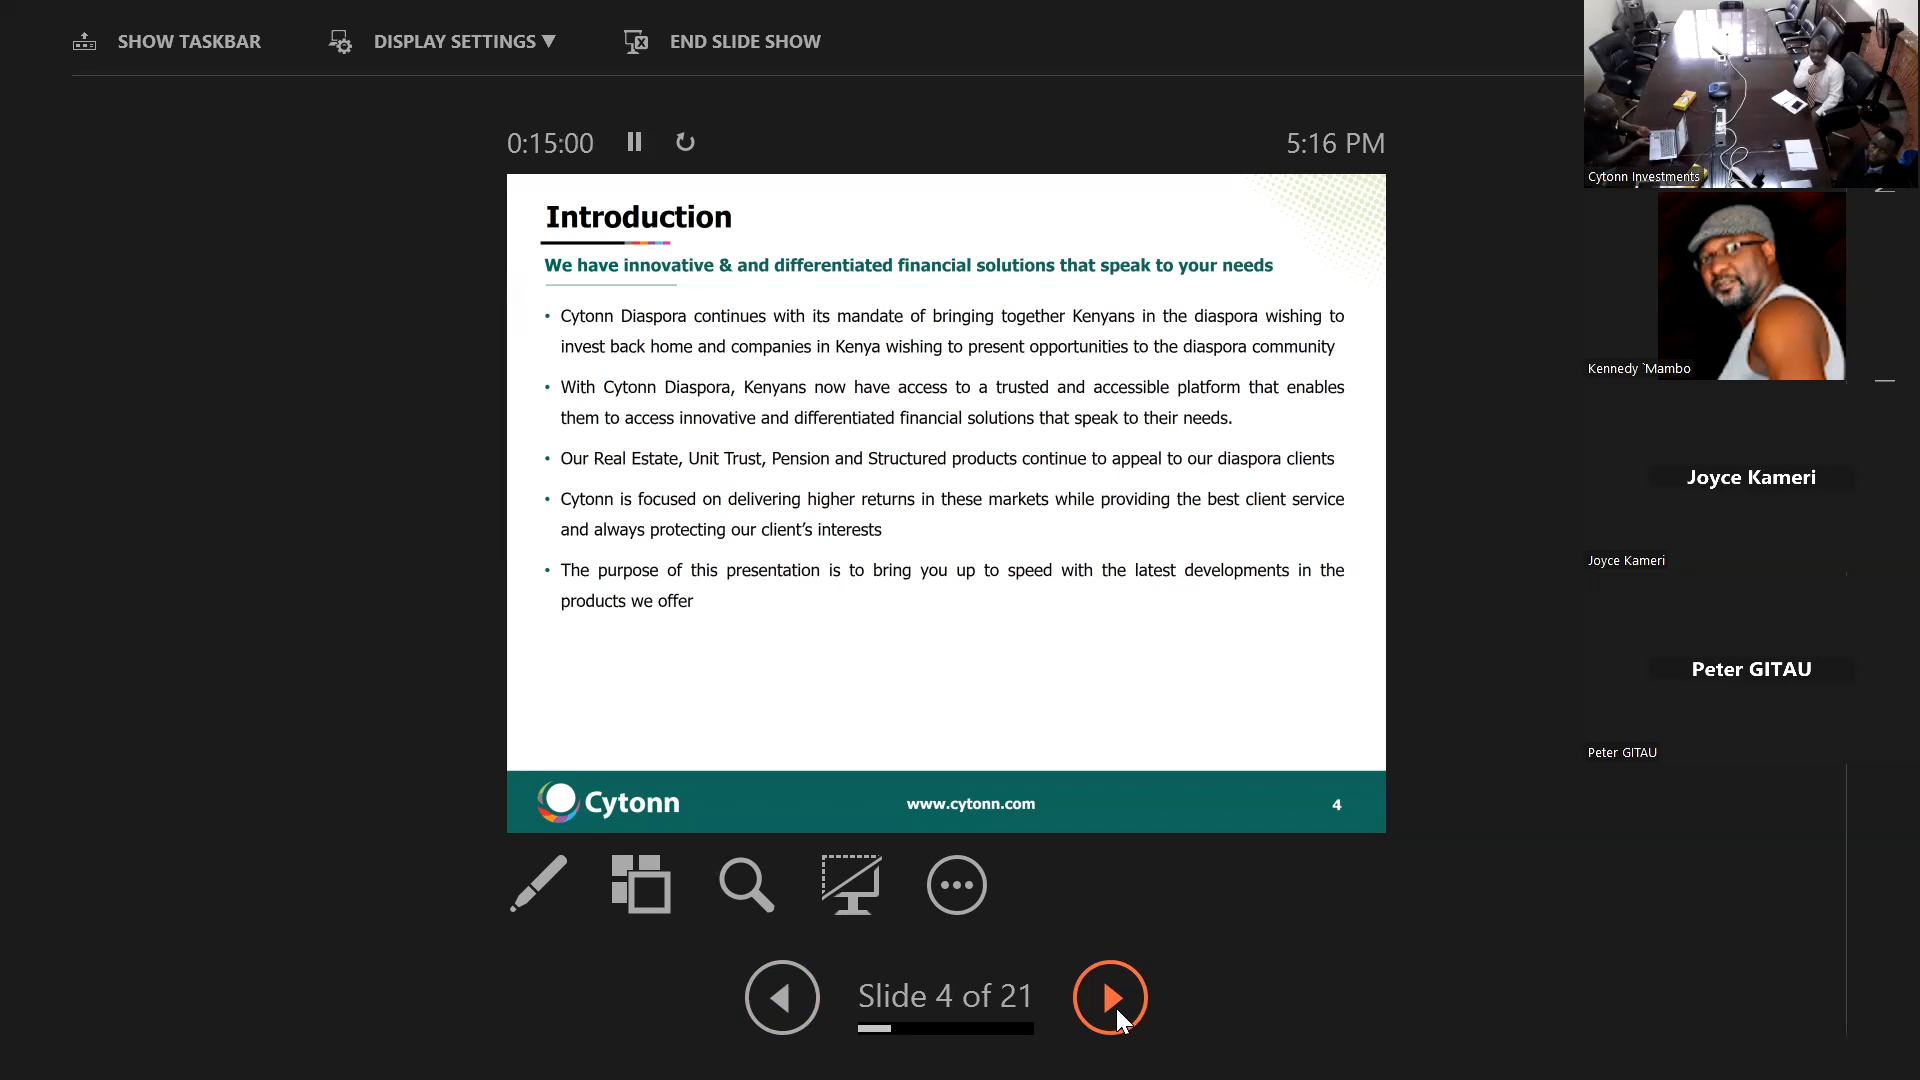 SHOW TASKBAR
DISPLAY SETTINGS ▼
END SLIDE SHOW
0:15:00
5:16 PM
Introduction
We have innovative & and differentiated financial solutions that speak to your needs
• Cytonn Diaspora continues with its mandate of bringing together Kenyans in the diaspora wishing to
invest back home and companies in Kenya wishing to present opportunities to the diaspora community
• With Cytonn Diaspora, Kenyans now have access to a trusted and accessible platform that enables
them to access innovative and differentiated financial solutions that speak to their needs.
• Our Real Estate, Unit Trust, Pension and Structured products continue to appeal to our diaspora clients
• Cytonn is focused on delivering higher returns in these markets while providing the best client service
and always protecting our client’s interests
• The purpose of this presentation is to bring you up to speed with the latest developments in the
products we offer
Cytonn
www.cytonn.com
4
Slide 4 of 21
Cytonn Investments
Kennedy `Mambo
Joyce Kameri
Joyce Kameri
Peter GITAU
Peter GITAU